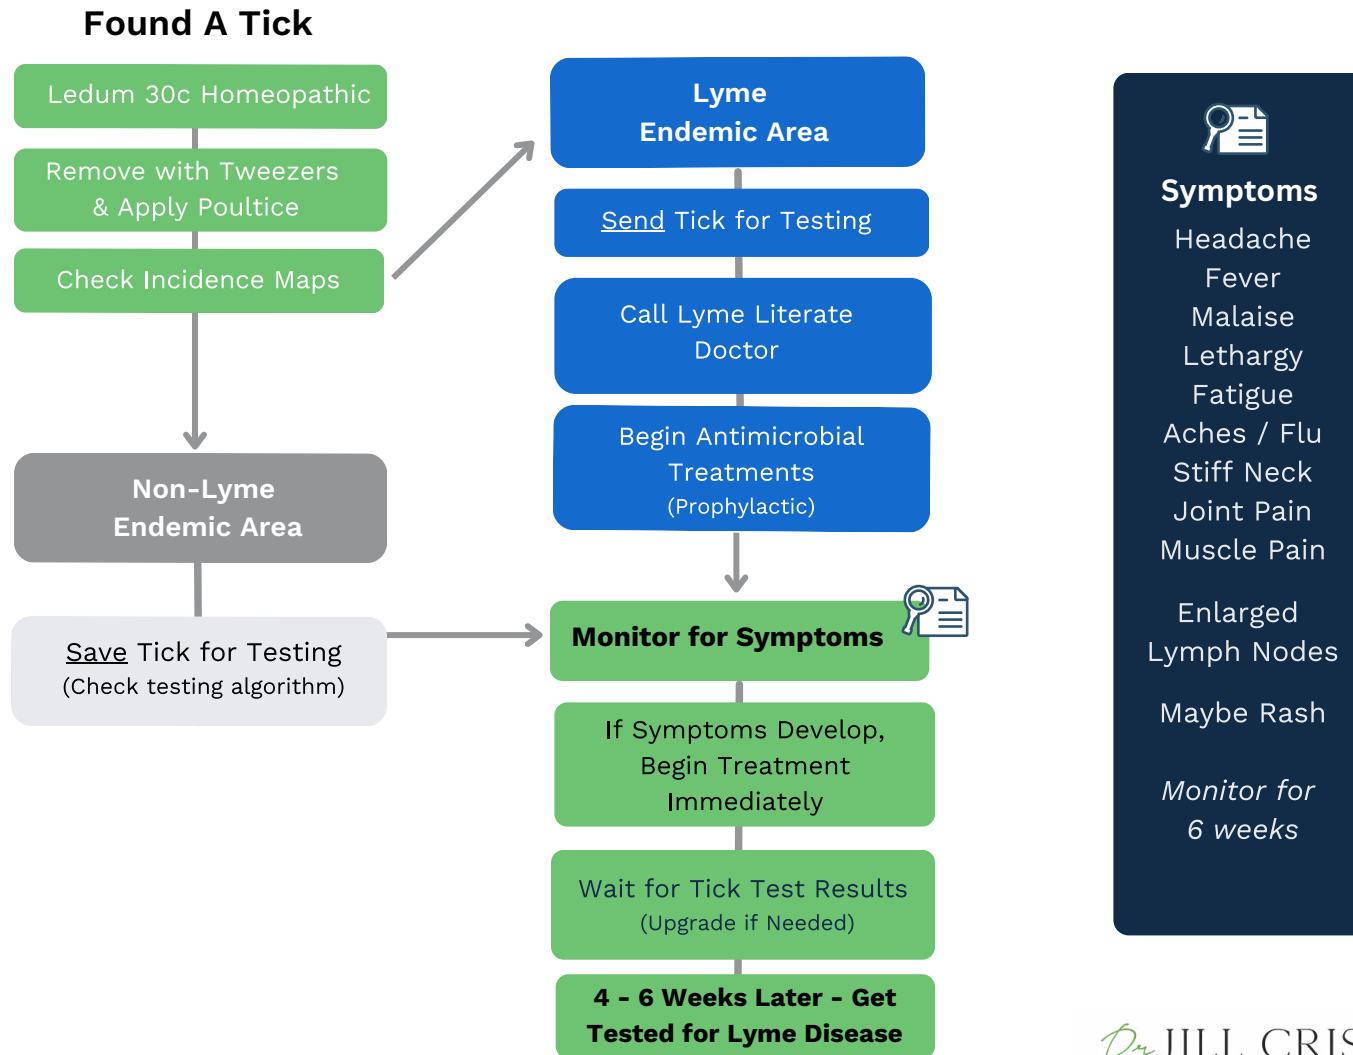 Found A Tick
Ledum 30c Homeopathic
Remove with Tweezers
& Apply Poultice
Check Incidence Maps
Non-Lyme
Endemic Area
Save Tick for Testing
(Check testing algorithm)
Lyme
Endemic Area
Send Tick for Testing
Call Lyme Literate
Doctor
Begin Antimicrobial
Treatments
(Prophylactic)
Monitor for Symptoms
If Symptoms Develop,
Begin Treatment
Immediately
Wait for Tick Test Results
(Upgrade if Needed)
4 - 6 Weeks Later - Get
Tested for Lyme Disease
Symptoms
Headache
Fever
Malaise
Lethargy
Fatigue
Aches / Flu
Stiff Neck
Joint Pain
Muscle Pain
Enlarged
Lymph Nodes
Maybe Rash
Monitor for
6 weeks
Dr JILL